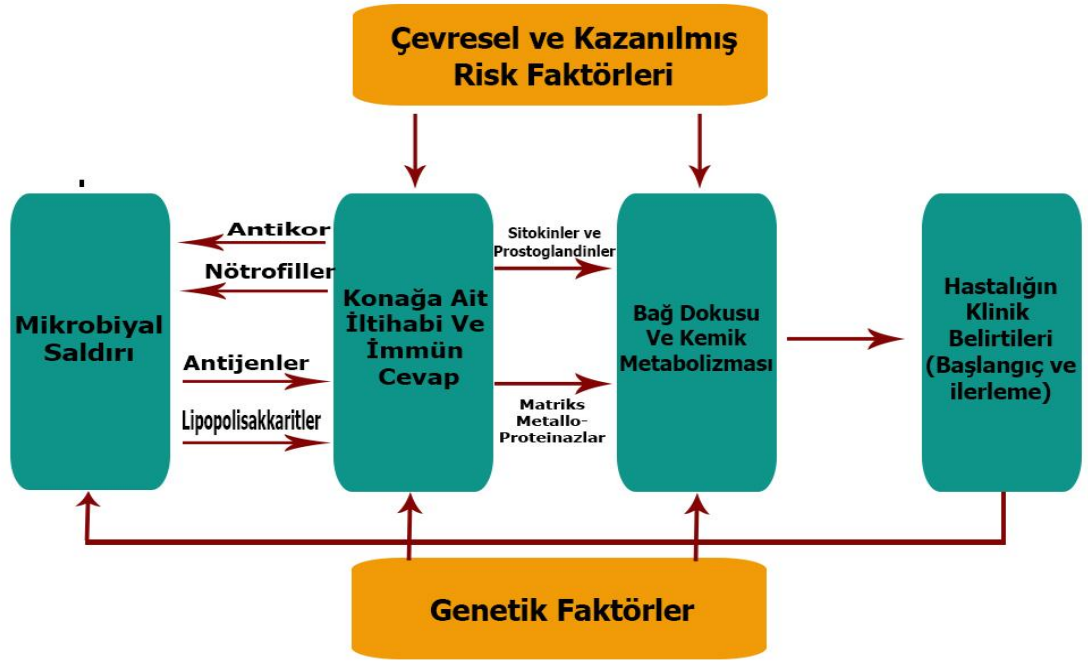 Çevresel ve Kazanılmış
Risk Faktörleri
Mikrobiyal
Saldırı
Antikor
Nötrofiller
Antijenler
Lipopolisakkaritler
Konağa Ait
İltihabi Ve
İmmün
Cevap
Sitokinler ve
Prostoglandinler
Matriks
Metallo-
Proteinazlar
Bağ Dokusu
Ve Kemik
Metabolizması
Hastalığın
Klinik
Belirtileri
(Başlangıç ve
ilerleme)
Genetik Faktörler